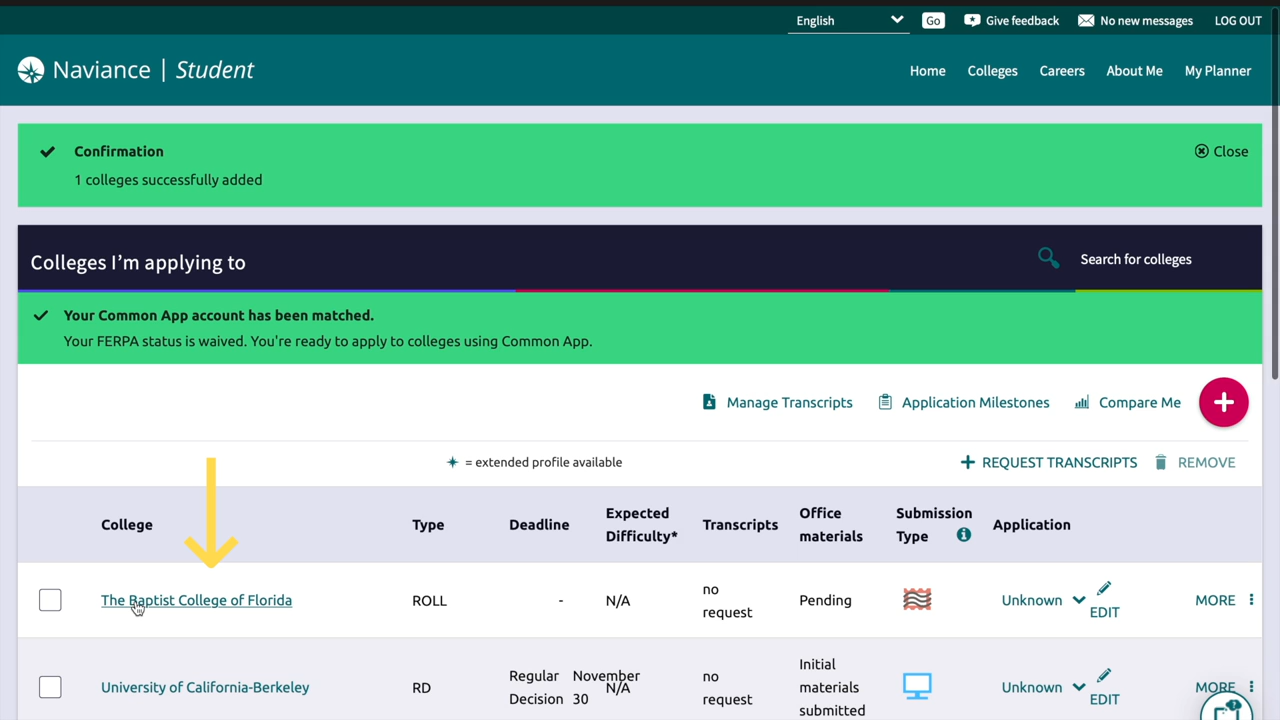 English Go Give feedback No new messages LOG OUT
Naviance | Student Home Colleges Careers About Me My Planner
Confirmation Close
1 colleges successfully added
Colleges I'm applying to Search for colleges
Your Common App account has been matched.
Your FERPA status is waived. You're ready to apply to colleges using Common App.
Manage Transcripts Application Milestones Compare Me
= extended profile available REQUEST TRANSCRIPTS REMOVE
College Type Deadline Expected Difficulty* Transcripts Office materials Submission Type Application
The Baptist College of Florida ROLL - N/A no request Pending Unknown EDIT MORE
University of California-Berkeley RD Regular Decision November 30 N/A no request Initial materials submitted Unknown EDIT MORE